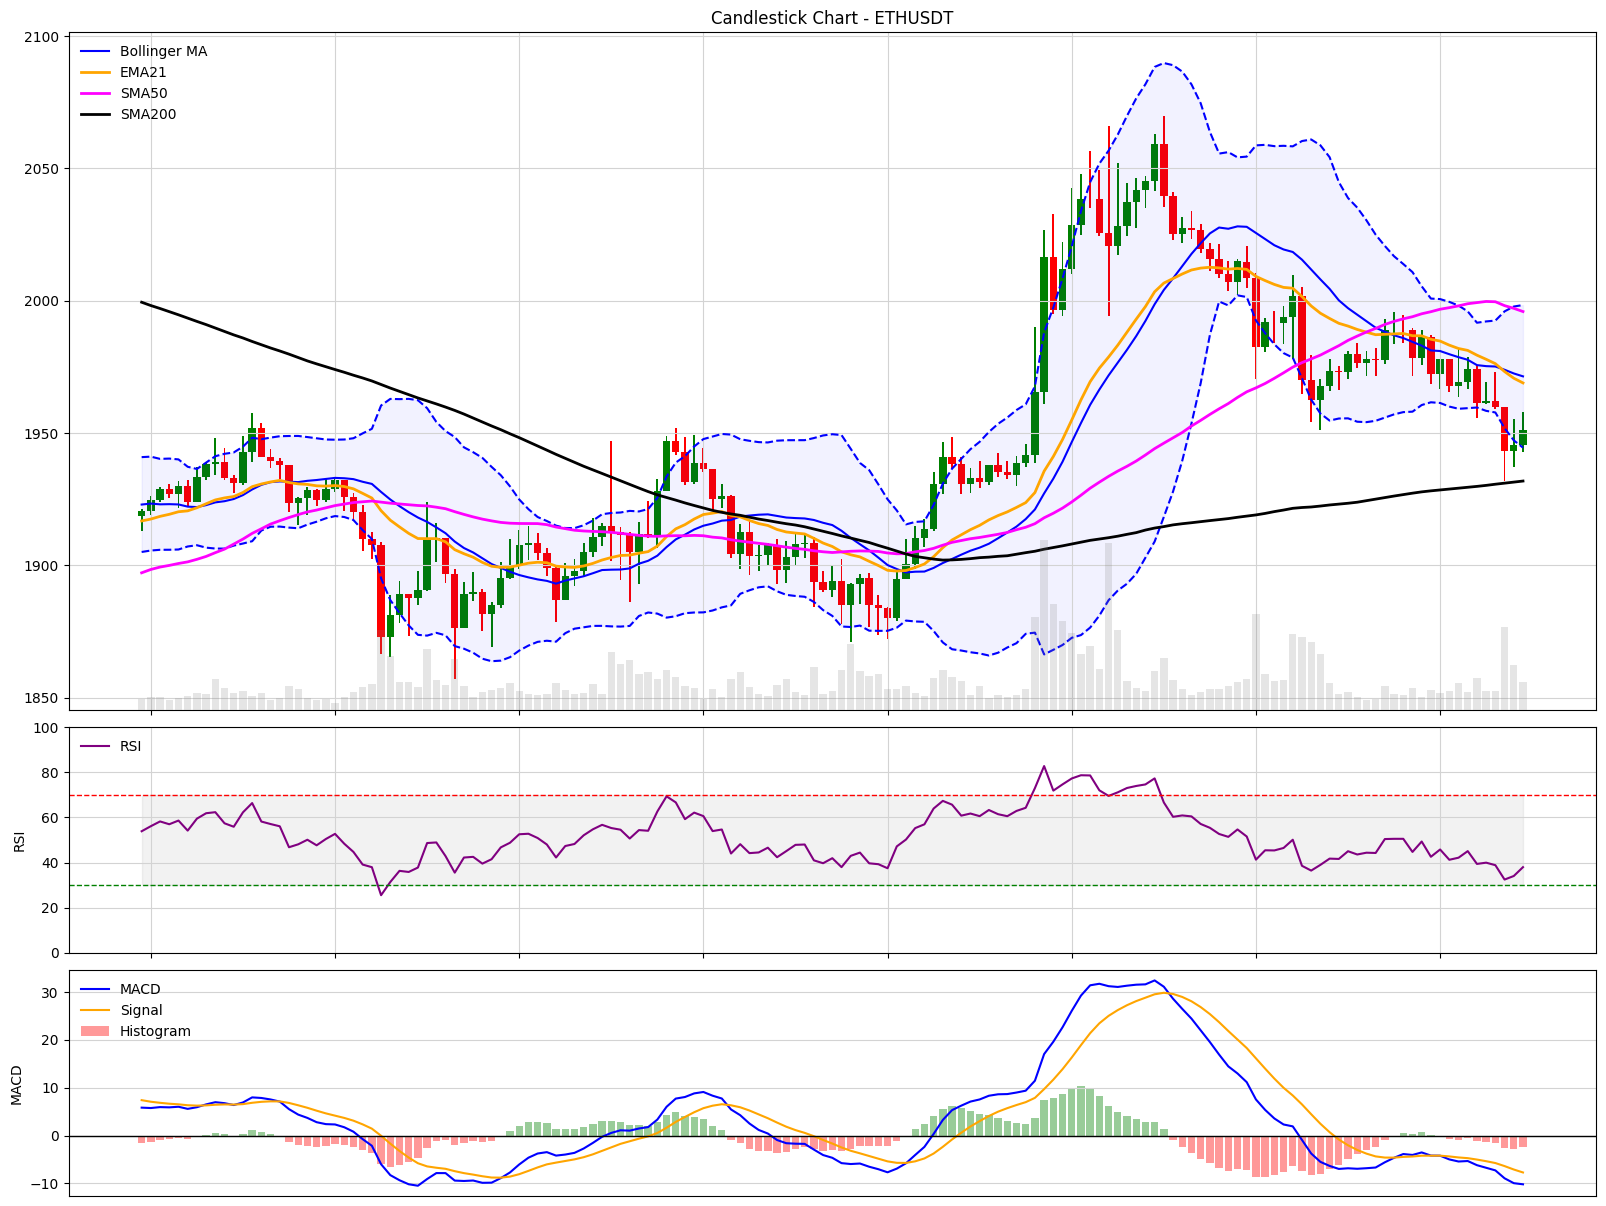 Candlestick Chart - ETHUSDT
2100
2050
2000
1950
1900
1850
Bollinger MA
EMA21
SMA50
SMA200
100
80
60
40
20
0
RSI
RSI
30
20
10
0
−10
MACD
MACD
Signal
Histogram